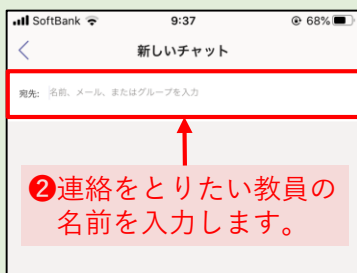 SoftBank 9:37 68%
新しいチャット
宛先: 名前、メール、またはグループを入力
❷連絡をとりたい教員の
名前を入力します。